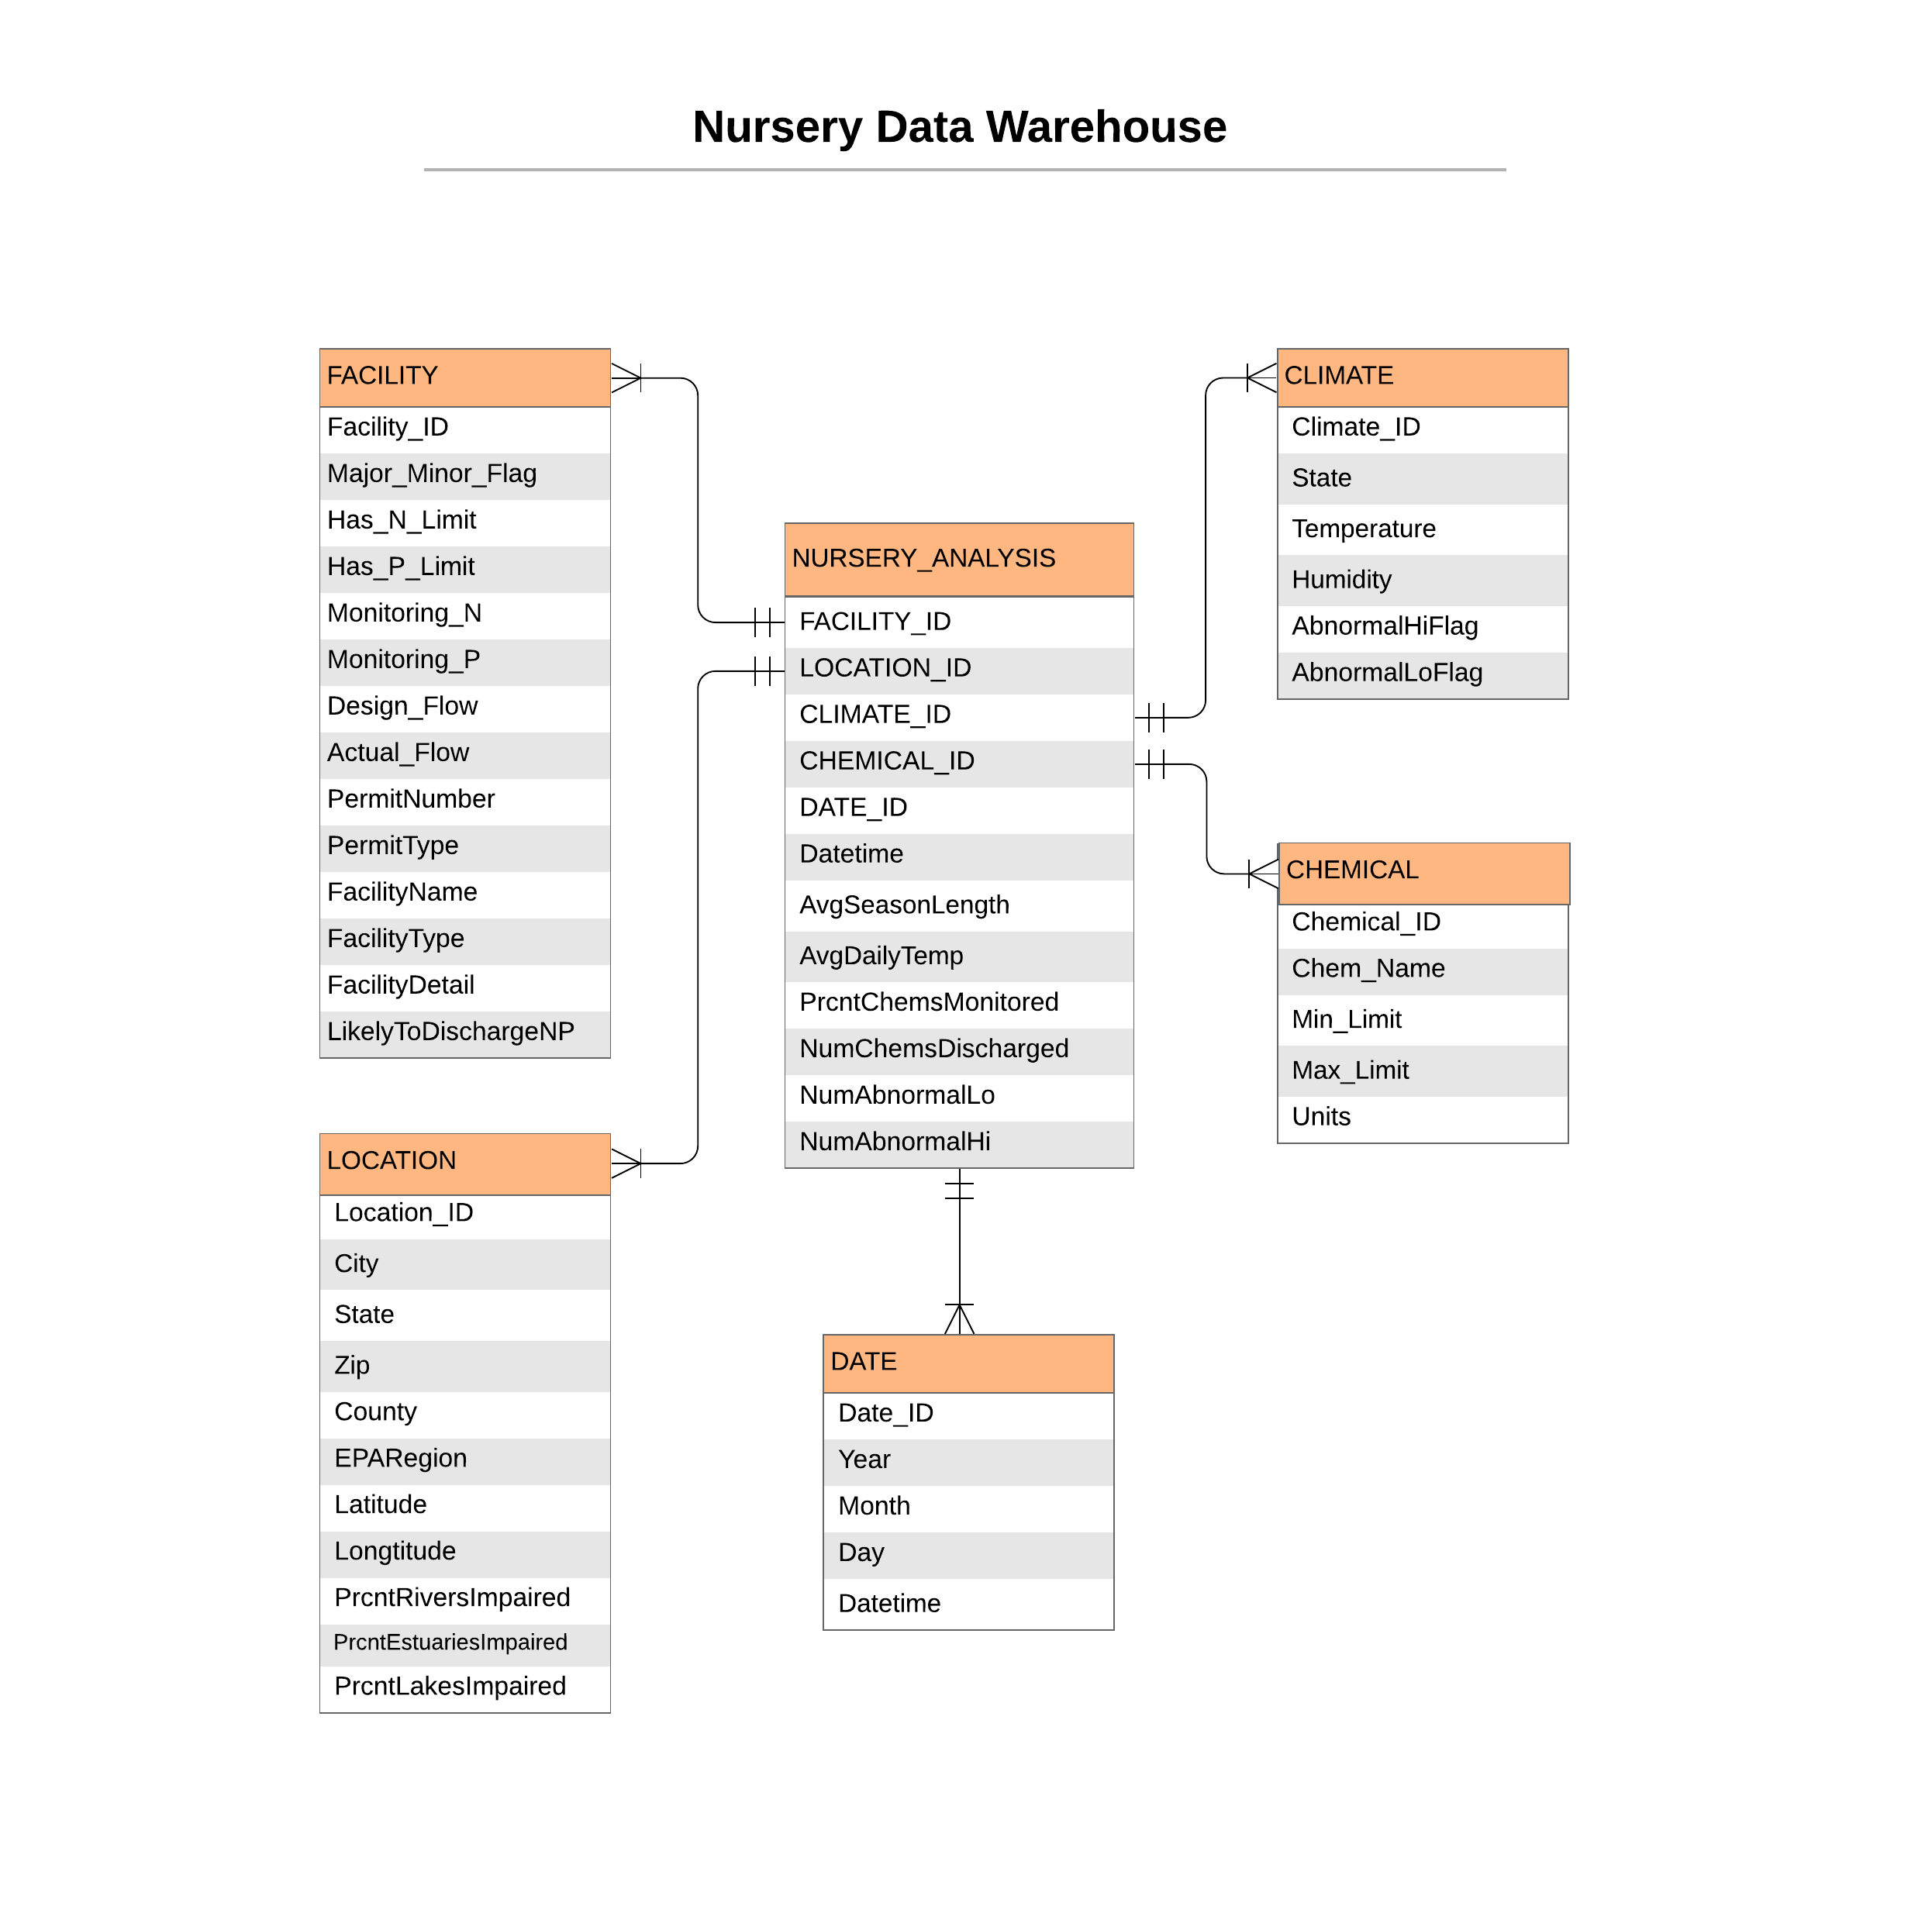 Nursery Data Warehouse
FACILITY
Facility_ID
Major_Minor_Flag
Has_N_Limit
Has_P_Limit
Monitoring_N
Monitoring_P
Design_Flow
Actual_Flow
PermitNumber
PermitType
FacilityName
FacilityType
FacilityDetail
LikelyToDischargeNP
LOCATION
Location_ID
City
State
Zip
County
EPARegion
Latitude
Longtitude
PrcntRiversImpaired
PrcntEstuariesImpaired
PrcntLakesImpaired
NURSERY_ANALYSIS
FACILITY_ID
LOCATION_ID
CLIMATE_ID
CHEMICAL_ID
DATE_ID
Datetime
AvgSeasonLength
AvgDailyTemp
PrcntChemsMonitored
NumChemsDischarged
NumAbnormalLo
NumAbnormalHi
DATE
Date_ID
Year
Month
Day
Datetime
CLIMATE
Climate_ID
State
Temperature
Humidity
AbnormalHiFlag
AbnormalLoFlag
CHEMICAL
Chemical_ID
Chem_Name
Min_Limit
Max_Limit
Units